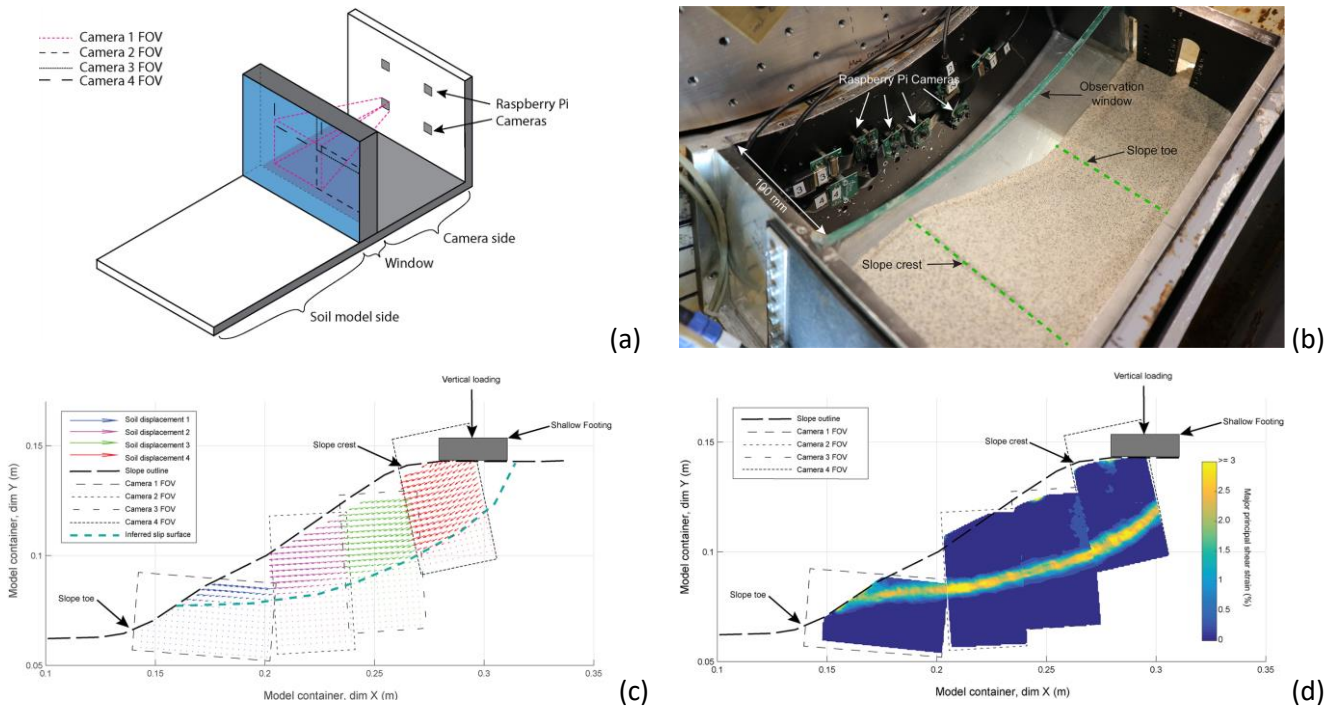 Camera 1 FOV
Camera 2 FOV
Camera 3 FOV
Camera 4 FOV
Raspberry Pi
Cameras
Camera side
Window
Soil model side
(a)
Raspberry Pi Cameras
Observation
window
Slope toe
3
3
4
4
100 mm
Slope crest
(b)
Vertical loading
Soil displacement 1
Soil displacement 2
Soil displacement 3
Soil displacement 4
Slope outline
Camera 1 FOV
Camera 2 FOV
Camera 3 FOV
Camera 4 FOV
Inferred slip surface
Slope crest
Shallow Footing
Slope toe
0.15
0.1
0.05
Model container, dim Y (m)
0.1 0.15 0.2 0.25 0.3 0.35
Model container, dim X (m)
(c)
Vertical loading
Slope outline
Camera 1 FOV
Camera 2 FOV
Camera 3 FOV
Camera 4 FOV
Slope crest
Shallow Footing
Slope toe
0.15
0.1
0.05
Model container, dim Y (m)
>= 3
2.5
2.0
1.5
1.0
0.5
0
Major principal shear strain (%)
0.1 0.15 0.2 0.25 0.3 0.35
Model container, dim X (m)
(d)